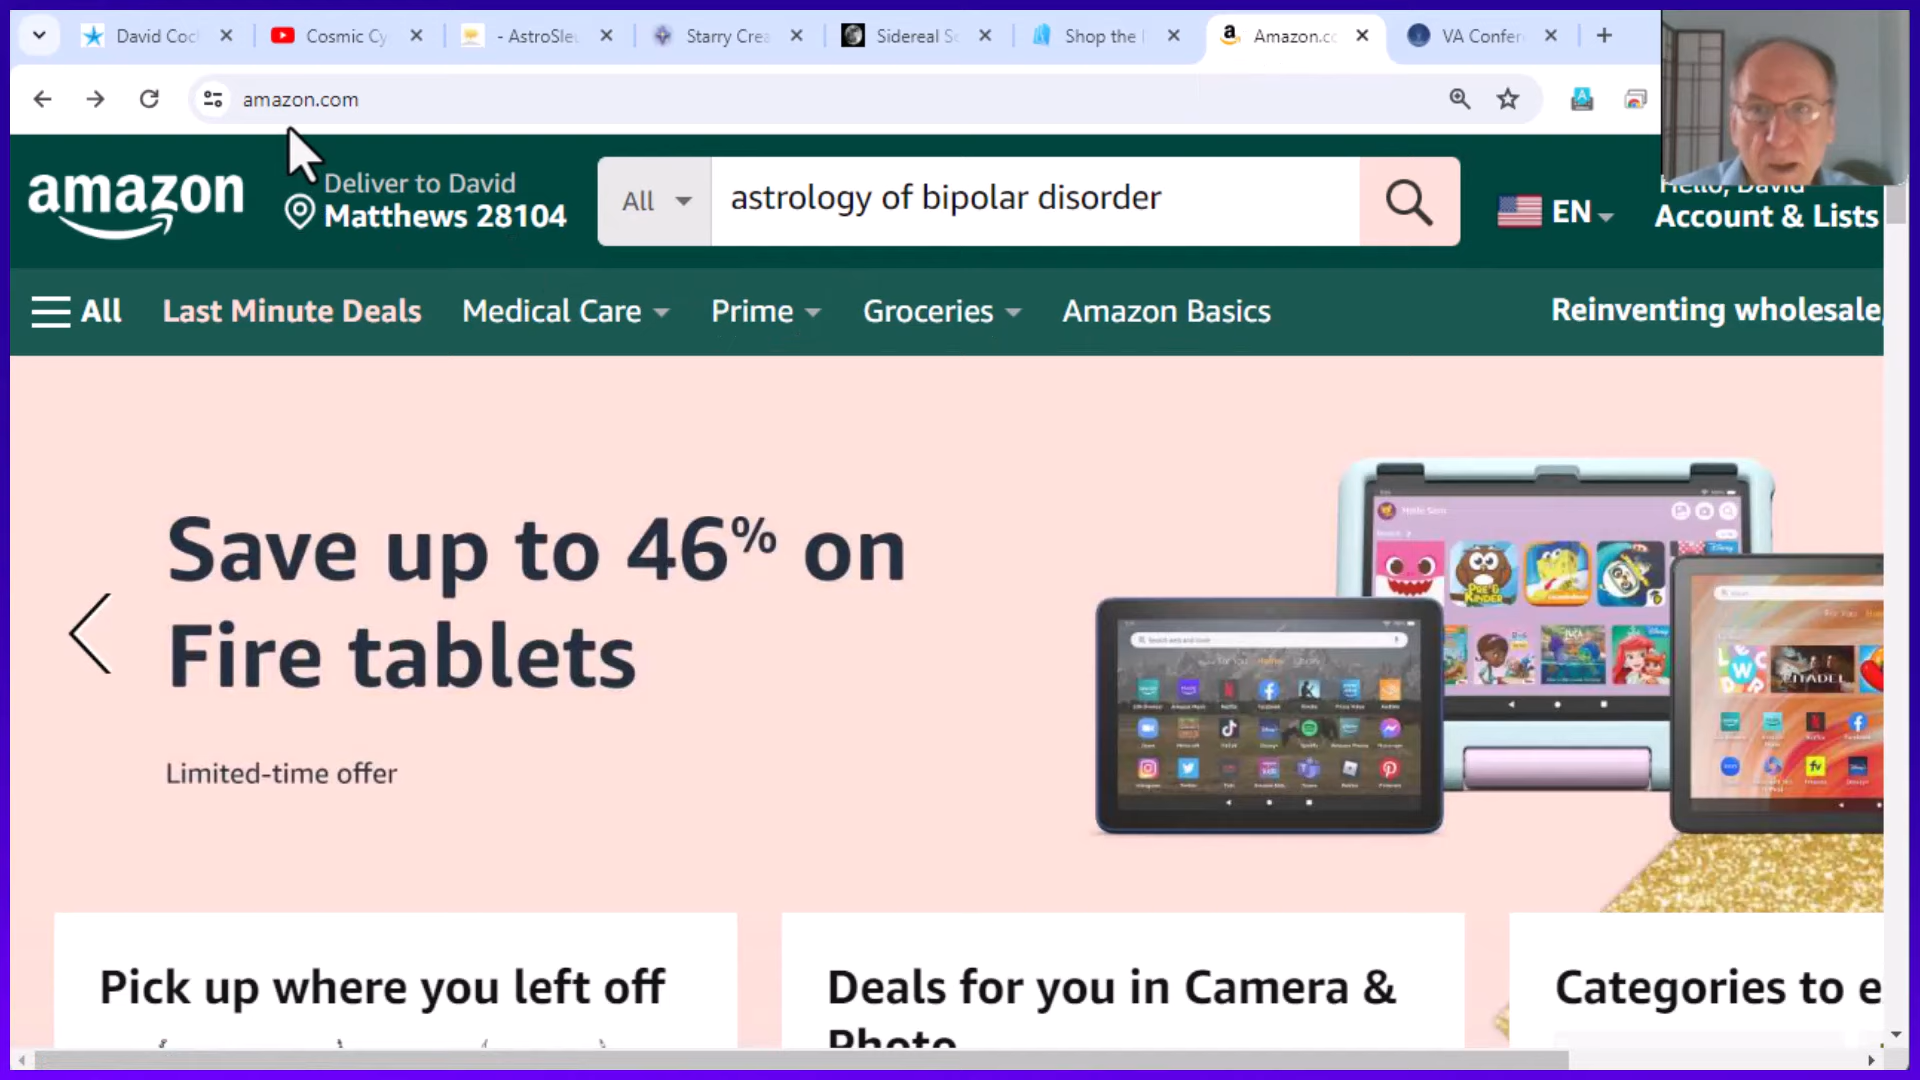 David Coc
Cosmic Cy
- AstroSle
Starry Crea
Sidereal S
Shop the
Amazon.co
VA Confer
amazon.com
amazon
Deliver to David
Matthews 28104
All
astrology of bipolar disorder
EN
Hello, David
Account & Lists
All
Last Minute Deals
Medical Care
Prime
Groceries
Amazon Basics
Reinventing wholesale,
Save up to 46% on
Fire tablets
Limited-time offer
Pick up where you left off
Deals for you in Camera &
Photo
Categories to e